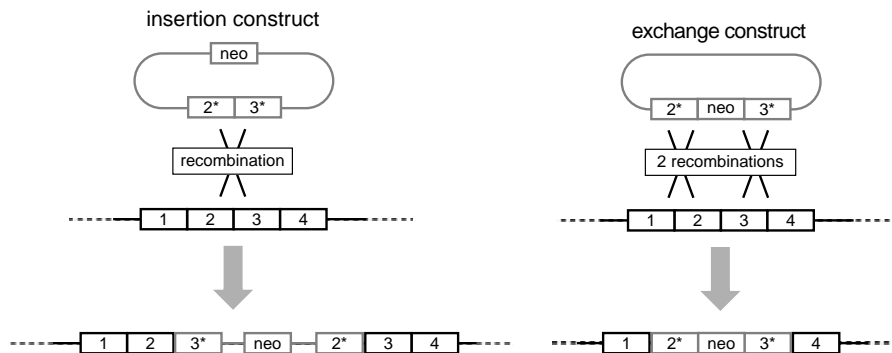 insertion construct
neo
2* 3*
recombination
1 2 3 4
1 2 3* neo 2* 3 4
exchange construct
2* neo 3*
2 recombinations
1 2 3 4
1 2* neo 3* 4